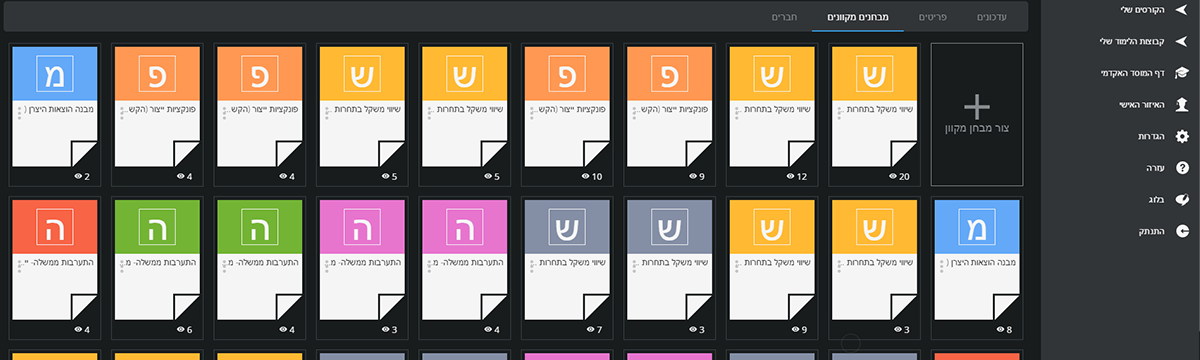 עדכונים
פריטים
מבחנים מקוונים
חברים
הקורסים שלי
קבוצות הלימוד שלי
דף המוסד האקדמי
האיזור האישי
הגדרות
עזרה
בלוג
התנתק
צור מבחן מקוון
ש
שיווי משקל בתחרות ..
20
ש
שיווי משקל בתחרות ..
12
פ
פונקציות ייצור (הקש..
9
פ
פונקציות ייצור (הקש..
10
ש
שיווי משקל בתחרות ..
5
ש
שיווי משקל בתחרות ..
5
פ
פונקציות ייצור (הקש..
4
פ
פונקציות ייצור (הקש..
4
מ
מבנה הוצאות היצרן (
2
מ
מבנה הוצאות היצרן (
8
ש
שיווי משקל בתחרות ..
3
ש
שיווי משקל בתחרות ..
9
ש
שיווי משקל בתחרות ..
3
ש
שיווי משקל בתחרות ..
7
ה
התערבות ממשלה- מ..
4
ה
התערבות ממשלה- מ..
3
ה
התערבות ממשלה- מ..
4
ה
התערבות ממשלה- מ..
6
ה
התערבות ממשלה- י..
4